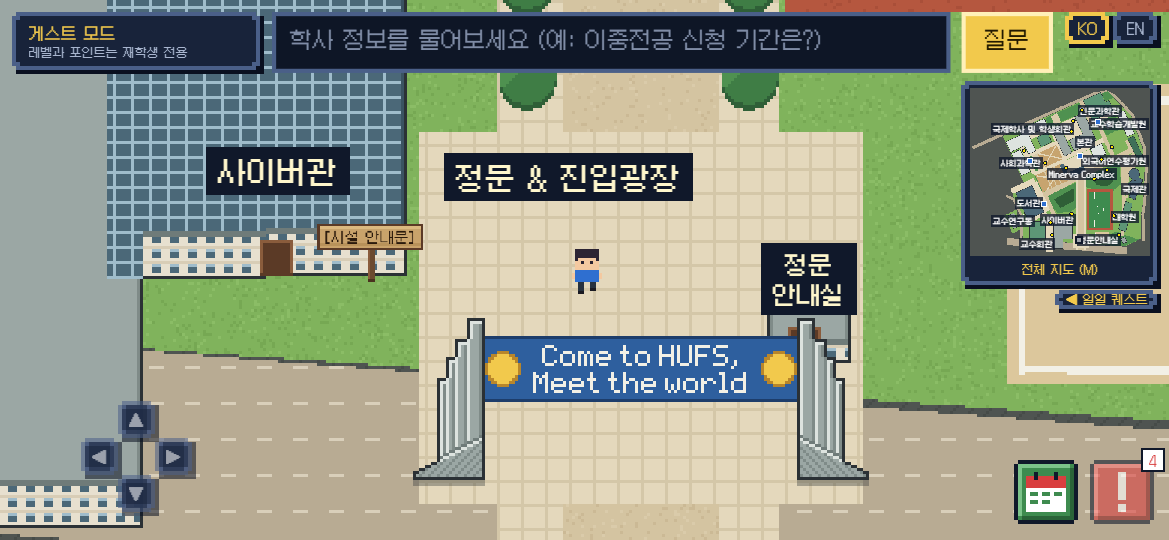 게스트 모드
레벨과 포인트는 재학생 전용
학사 정보를 물어보세요 (예: 이중전공 신청 기간은?)
질문
KO
EN
인문과학관
교수학습개발원
국제학사 및 학생회관
본관
사회과학관
외국어연수평가원
Minerva Complex
국제관
도서관
교수연구동
사이버관
대학원
교수회관
정문안내실
전체 지도 (M)
◀ 일일 퀘스트
사이버관
정문 & 진입광장
[시설 안내문]
정문
안내실
Come to HUFS,
Meet the world
4